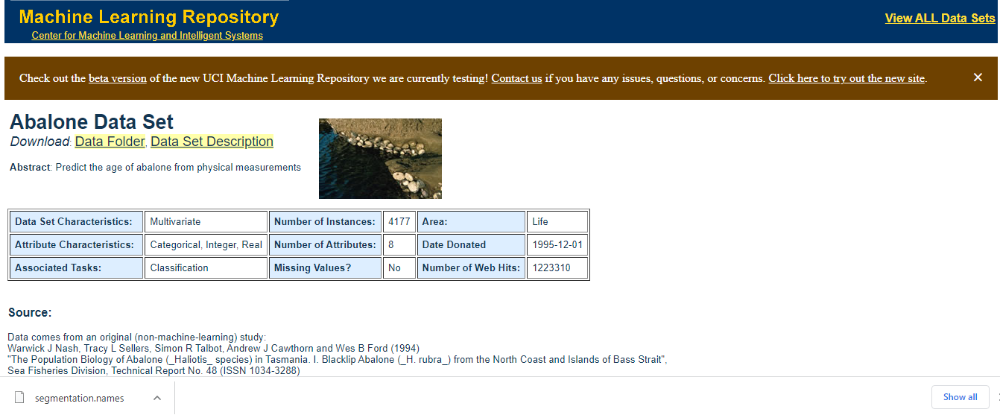 Machine Learning Repository
Center for Machine Learning and Intelligent Systems
View ALL Data Sets
Check out the beta version of the new UCI Machine Learning Repository we are currently testing! Contact us if you have any issues, questions, or concerns. Click here to try out the new site. ✕
Abalone Data Set
Download: Data Folder, Data Set Description
Abstract: Predict the age of abalone from physical measurements
Data Set Characteristics: Multivariate Number of Instances: 4177 Area: Life
Attribute Characteristics: Categorical, Integer, Real Number of Attributes: 8 Date Donated 1995-12-01
Associated Tasks: Classification Missing Values? No Number of Web Hits: 1223310
Source:
Data comes from an original (non-machine-learning) study:
Warwick J Nash, Tracy L Sellers, Simon R Talbot, Andrew J Cawthorn and Wes B Ford (1994)
"The Population Biology of Abalone (_Haliotis_ species) in Tasmania. I. Blacklip Abalone (_H. rubra_) from the North Coast and Islands of Bass Strait",
Sea Fisheries Division, Technical Report No. 48 (ISSN 1034-3288)
segmentation.names
Show all